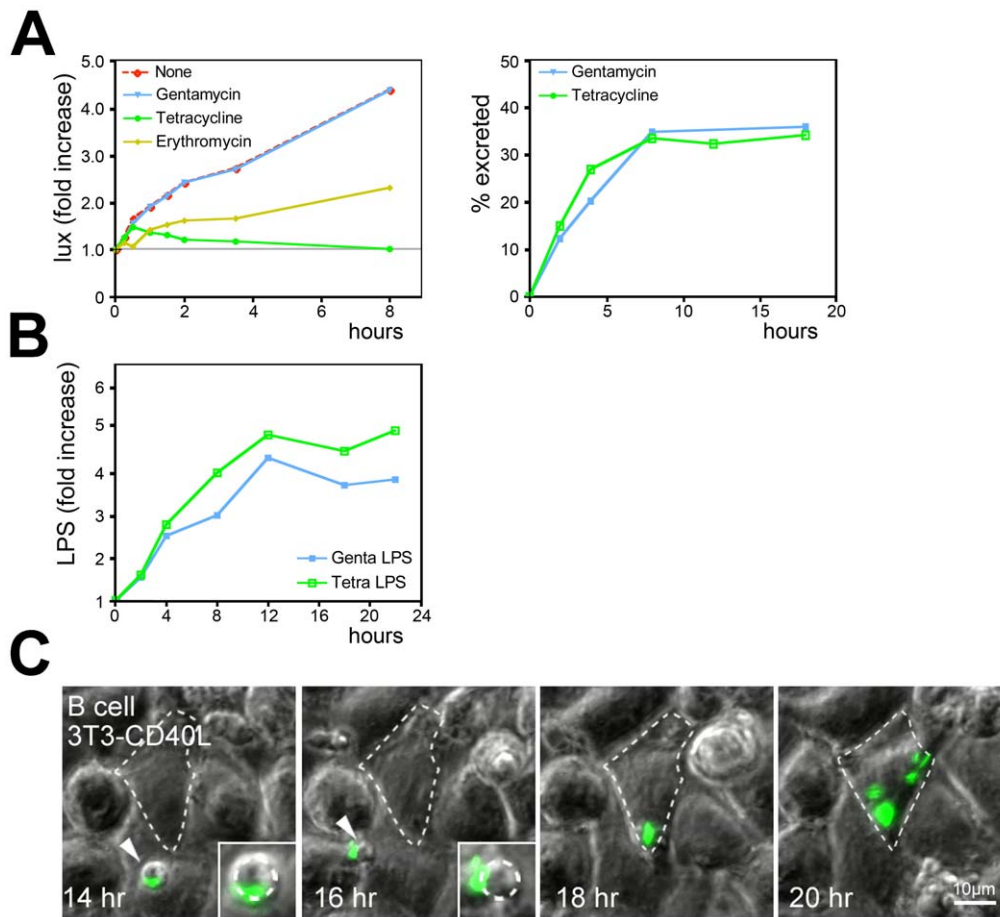 A
lux (fold increase)
5.0
4.0
3.0
2.0
1.0
0
None
Gentamycin
Tetracycline
Erythromycin
0 2 4 6 8
hours
% excreted
50
40
30
20
10
0
Gentamycin
Tetracycline
0 5 10 15 20
hours
B
LPS (fold increase)
6
5
4
3
2
1
Genta LPS
Tetra LPS
0 4 8 12 16 20 24
hours
C
B cell
3T3-CD40L
14 hr
16 hr
18 hr
20 hr
10µm